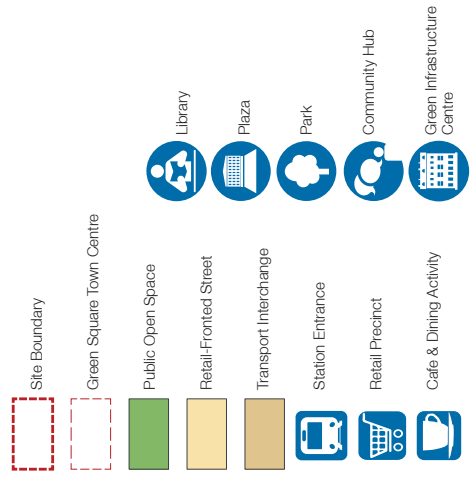 Site Boundary
Green Square Town Centre
Public Open Space
Retail-Fronted Street
Transport Interchange
Station Entrance
Retail Precinct
Cafe & Dining Activity
Library
Plaza
Park
Community Hub
Green Infrastructure
Centre